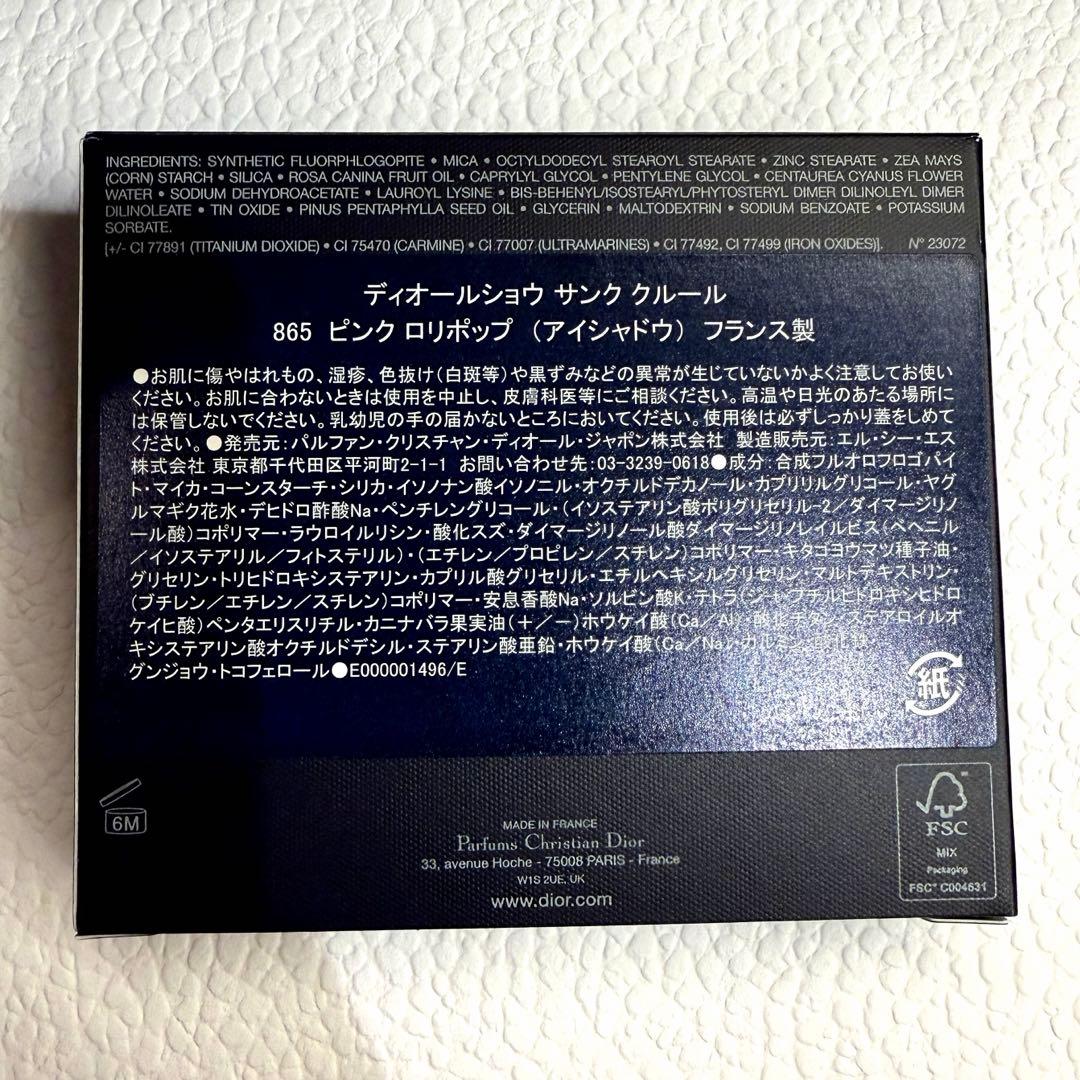 INGREDIENTS: SYNTHETIC FLUORPHLOGOPITE • MICA • OCTYLDODECYL STEAROYL STEARATE • ZINC STEARATE • ZEA MAYS
(CORN) STARCH • SILICA • ROSA CANINA FRUIT OIL • CAPRYLYL GLYCOL • PENTYLENE GLYCOL • CENTAUREA CYANUS FLOWER
WATER • SODIUM DEHYDROACETATE • LAUROYL LYSINE • BIS-BEHENYL/ISOSTEARYL/PHYTOSTERYL DIMER DILINOLEYL DIMER
DILINOLEATE • TIN OXIDE • PINUS PENTAPHYLLA SEED OIL • GLYCERIN • MALTODEXTRIN • SODIUM BENZOATE • POTASSIUM
SORBATE.
[+/- CI 77891 (TITANIUM DIOXIDE) • CI 75470 (CARMINE) • CI 77007 (ULTRAMARINES) • CI 77492, CI 77499 (IRON OXIDES)]. N° 23072
ディオールショウ サンク クルール
865 ピンク ロリポップ （アイシャドウ） フランス製
●お肌に傷やはれもの、湿疹、色抜け（白斑等）や黒ずみなどの異常が生じていないかよく注意してお使い
ください。お肌に合わないときは使用を中止し、皮膚科医等にご相談ください。高温や日光のあたる場所に
は保管しないでください。乳幼児の手の届かないところにおいてください。使用後は必ずしっかり蓋をしめて
ください。●発売元：パルファン・クリスチャン・ディオール・ジャポン株式会社 製造販売元：エル・シー・エス
株式会社 東京都千代田区平河町2-1-1 お問い合わせ先：03-3239-0618●成分：合成フルオロフロゴパイ
ト・マイカ・コーンスターチ・シリカ・イソノナン酸イソノニル・オクチルドデカノール・カプリリルグリコール・ヤグ
ルマギク花水・デヒドロ酢酸Na・ペンチレングリコール・（イソステアリン酸ポリグリセリル-2／ダイマージリノ
ール酸）コポリマー・ラウロイルリシン・酸化スズ・ダイマージリノール酸ダイマージリノレイルビス（ベヘニル
／イソステアリル／フィトステリル）・（エチレン／プロピレン／スチレン）コポリマー・キタゴヨウマツ種子油・
グリセリン・トリヒドロキシステアリン・カプリル酸グリセリル・エチルヘキシルグリセリン・マルトデキストリン・
（ブチレン／エチレン／スチレン）コポリマー・安息香酸Na・ソルビン酸K・テトラ（ジ-t-ブチルヒドロキシヒドロ
ケイヒ酸）ペンタエリスリチル・カニナバラ果実油（＋／－）ホウケイ酸（Ca／Al）・酸化チタン・ステアロイルオ
キシステアリン酸オクチルドデシル・ステアリン酸亜鉛・ホウケイ酸（Ca／Na）・カルミン・
グンジョウ・トコフェロール●E000001496/E
紙
6M
MADE IN FRANCE
Parfums Christian Dior
33, avenue Hoche - 75008 PARIS - France
W1S 2UE, UK
www.dior.com
FSC
MIX
Packaging
FSC® C004631